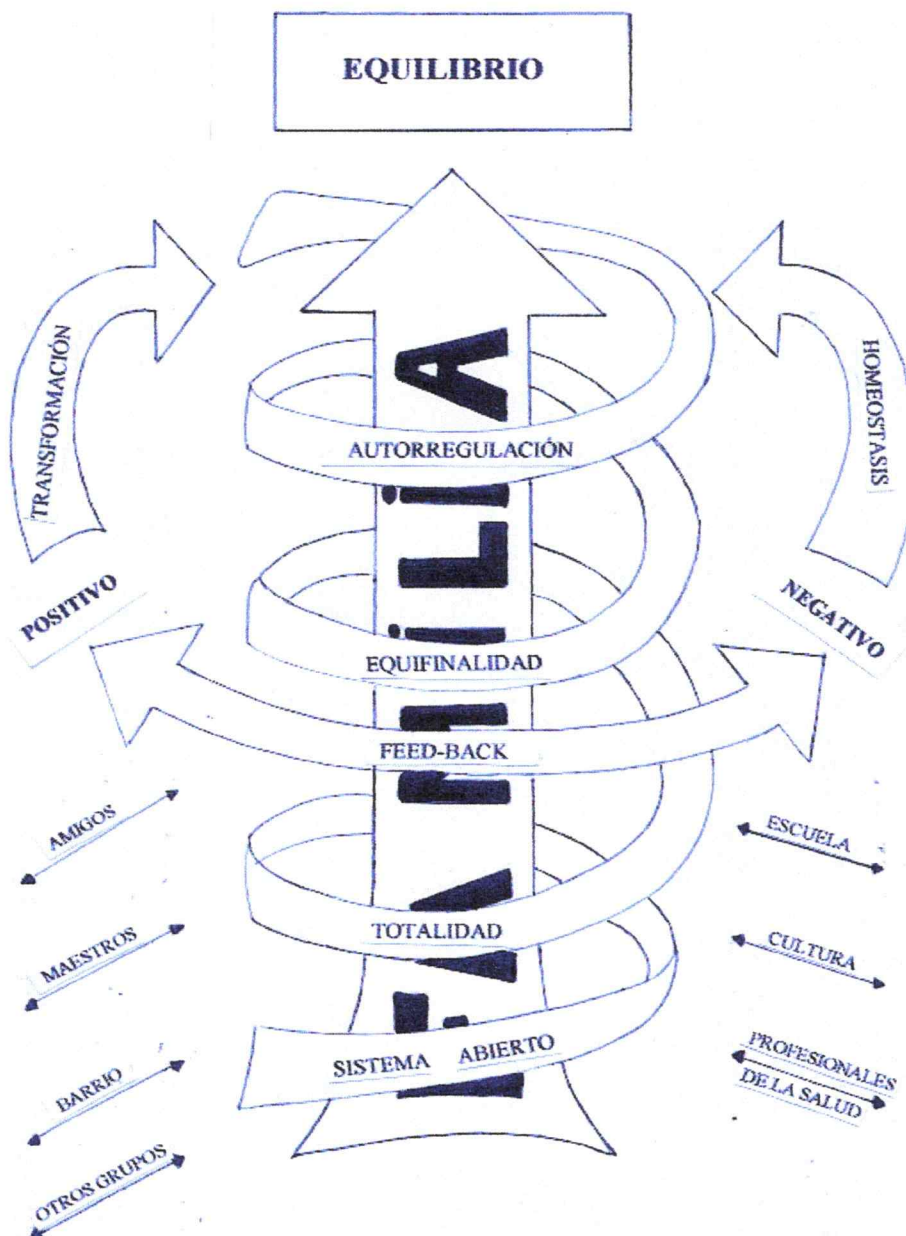 EQUILIBRIO
TRANSFORMACIÓN
HOMEOSTASIS
FAMiLiA
AUTORREGULACIÓN
POSITIVO
NEGATIVO
EQUIFINALIDAD
FEED-BACK
AMIGOS
ESCUELA
TOTALIDAD
MAESTROS
CULTURA
SISTEMA ABIERTO
BARRIO
PROFESIONALES
DE LA SALUD
OTROS GRUPOS